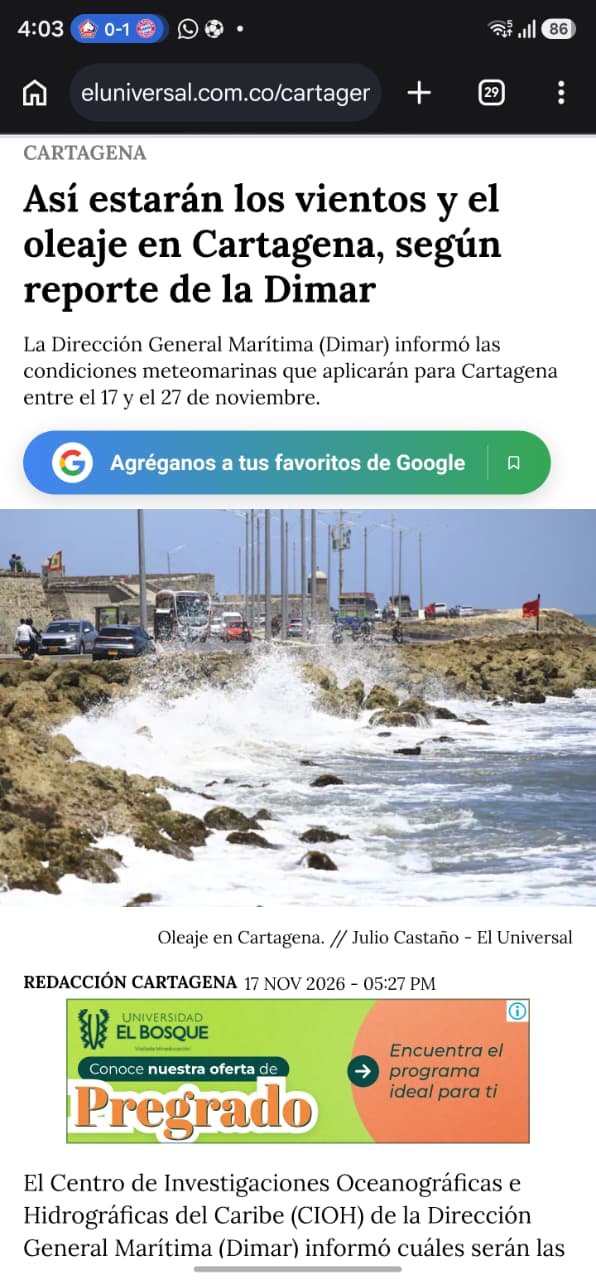 4:03
0-1
5
86
eluniversal.com.co/cartager
29
CARTAGENA
Así estarán los vientos y el
oleaje en Cartagena, según
reporte de la Dimar
La Dirección General Marítima (Dimar) informó las
condiciones meteomarinas que aplicarán para Cartagena
entre el 17 y el 27 de noviembre.
Agréganos a tus favoritos de Google
Oleaje en Cartagena. // Julio Castaño - El Universal
REDACCIÓN CARTAGENA 17 NOV 2026 - 05:27 PM
UNIVERSIDAD
EL BOSQUE
Vigilada Mineducación
Conoce nuestra oferta de
Pregrado
Encuentra el
programa
ideal para ti
El Centro de Investigaciones Oceanográficas e
Hidrográficas del Caribe (CIOH) de la Dirección
General Marítima (Dimar) informó cuáles serán las